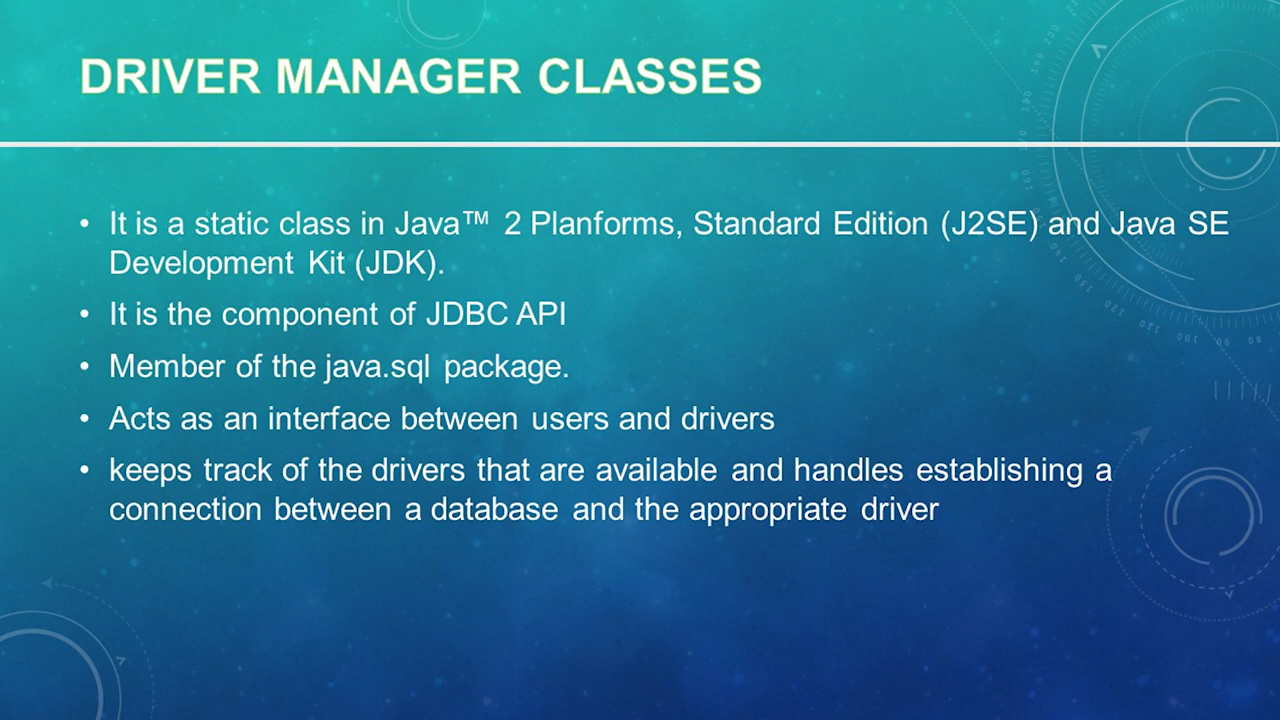 DRIVER MANAGER CLASSES
• It is a static class in Java™ 2 Planforms, Standard Edition (J2SE) and Java SE
Development Kit (JDK).
• It is the component of JDBC API
• Member of the java.sql package.
• Acts as an interface between users and drivers
• keeps track of the drivers that are available and handles establishing a
connection between a database and the appropriate driver